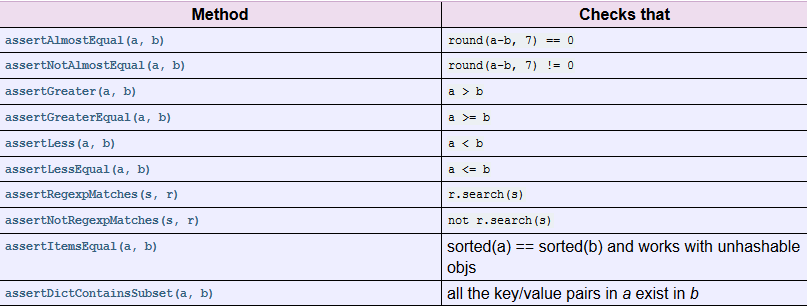 Method Checks that
assertAlmostEqual(a, b) round(a-b, 7) == 0
assertNotAlmostEqual(a, b) round(a-b, 7) != 0
assertGreater(a, b) a > b
assertGreaterEqual(a, b) a >= b
assertLess(a, b) a < b
assertLessEqual(a, b) a <= b
assertRegexpMatches(s, r) r.search(s)
assertNotRegexpMatches(s, r) not r.search(s)
assertItemsEqual(a, b) sorted(a) == sorted(b) and works with unhashable
objs
assertDictContainsSubset(a, b) all the key/value pairs in a exist in b